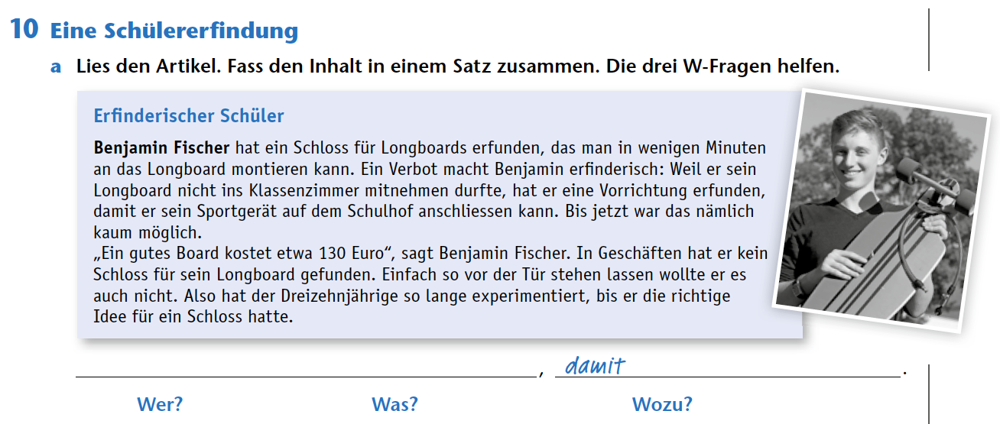 10 Eine Schülererfindung
a Lies den Artikel. Fass den Inhalt in einem Satz zusammen. Die drei W-Fragen helfen.
Erfinderischer Schüler
Benjamin Fischer hat ein Schloss für Longboards erfunden, das man in wenigen Minuten
an das Longboard montieren kann. Ein Verbot macht Benjamin erfinderisch: Weil er sein
Longboard nicht ins Klassenzimmer mitnehmen durfte, hat er eine Vorrichtung erfunden,
damit er sein Sportgerät auf dem Schulhof anschliessen kann. Bis jetzt war das nämlich
kaum möglich.
„Ein gutes Board kostet etwa 130 Euro“, sagt Benjamin Fischer. In Geschäften hat er kein
Schloss für sein Longboard gefunden. Einfach so vor der Tür stehen lassen wollte er es
auch nicht. Also hat der Dreizehnjährige so lange experimentiert, bis er die richtige
Idee für ein Schloss hatte.
, damit .
Wer? Was? Wozu?